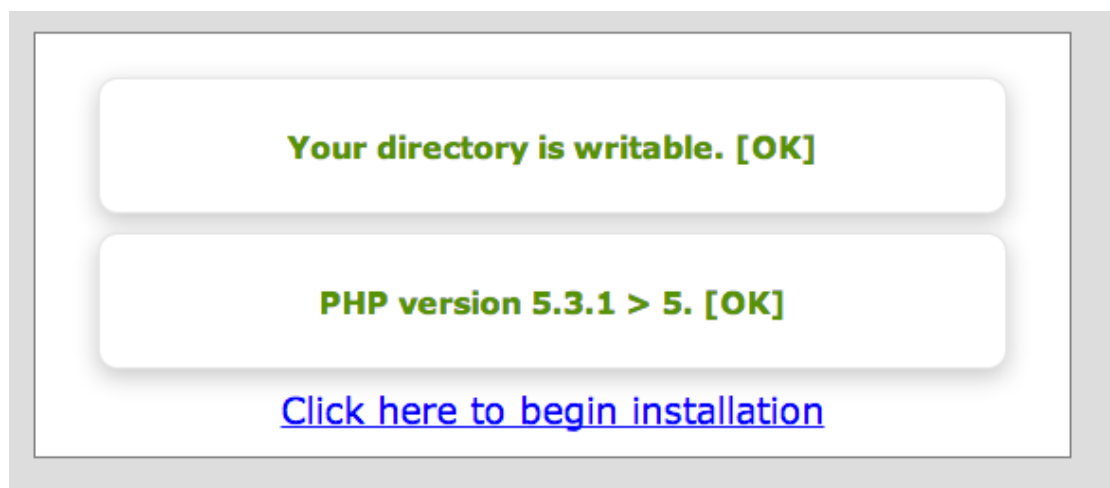 Your directory is writable. [OK]
PHP version 5.3.1 > 5. [OK]
Click here to begin installation